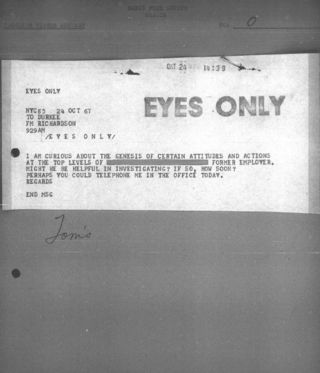 OCT 24 14:39
EYES ONLY
EYES ONLY
NYC63 24 OCT 67
TO DURKEE
FM RICHARDSON
929AM
/EYES ONLY/
I AM CURIOUS ABOUT THE GENESIS OF CERTAIN ATTITUDES AND ACTIONS
AT THE TOP LEVELS OF FORMER EMPLOYER.
MIGHT HE BE HELPFUL IN INVESTIGATING? IF SO, HOW SOON?
PERHAPS YOU COULD TELEPHONE ME IN THE OFFICE TODAY.
REGARDS
END MSG
Tom's